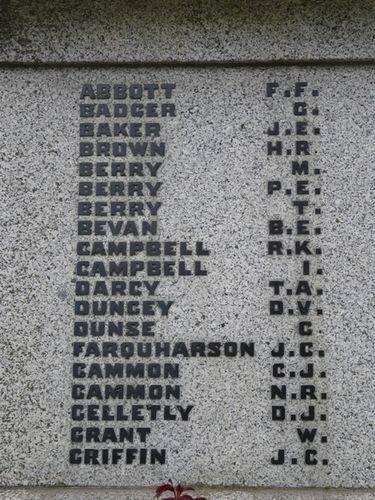 ABBOTT F.F.
BADGER G.
BAKER J.E.
BROWN H.R
BERRY M.
BERRY P.E.
BERRY T.
BEVAN B.E.
CAMPBELL R.K.
CAMPBELL I.
DARCY T.A.
DUNGEY D.V.
DUNSE G
FARQUHARSON J.G.
GAMMON C.J.
GAMMON N.R.
GELLETLY D.J.
GRANT W.
GRIFFIN J.C.